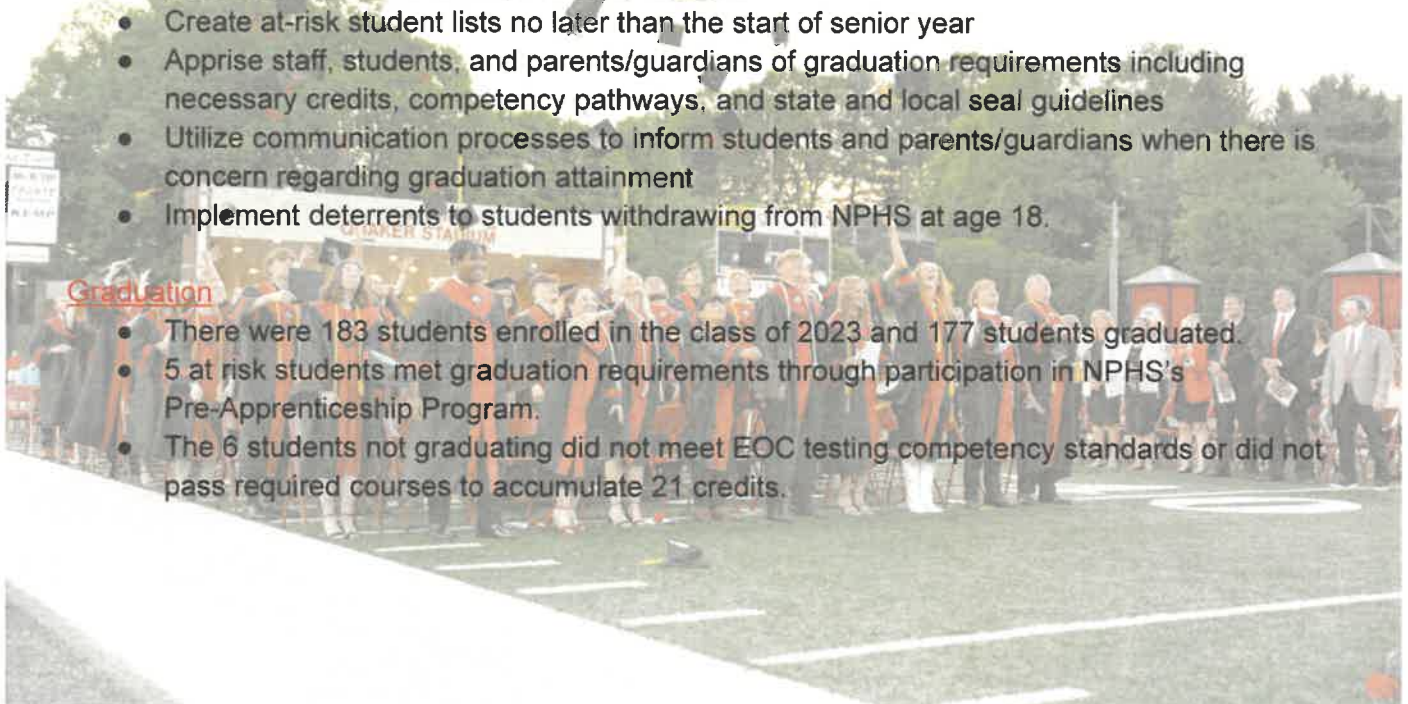 ● Create at-risk student lists no later than the start of senior year
● Apprise staff, students, and parents/guardians of graduation requirements including
necessary credits, competency pathways, and state and local seal guidelines
● Utilize communication processes to inform students and parents/guardians when there is
concern regarding graduation attainment
● Implement deterrents to students withdrawing from NPHS at age 18.
QUAKER STADIUM
Graduation
● There were 183 students enrolled in the class of 2023 and 177 students graduated.
● 5 at risk students met graduation requirements through participation in NPHS's
Pre-Apprenticeship Program.
● The 6 students not graduating did not meet EOC testing competency standards or did not
pass required courses to accumulate 21 credits.